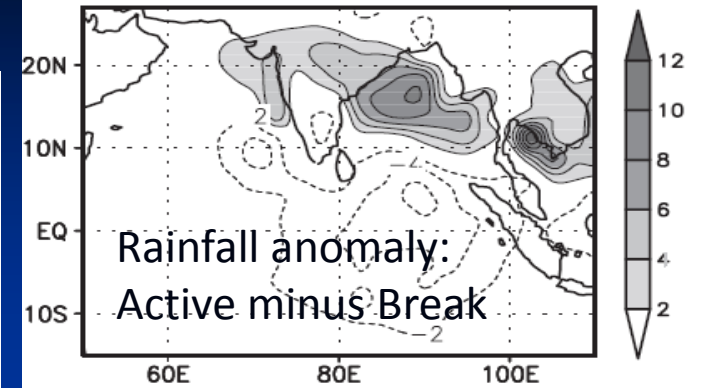 20N
10N
EQ
10S
60E
80E
100E
2
-4
-2
Rainfall anomaly:
Active minus Break
12
10
8
6
4
2